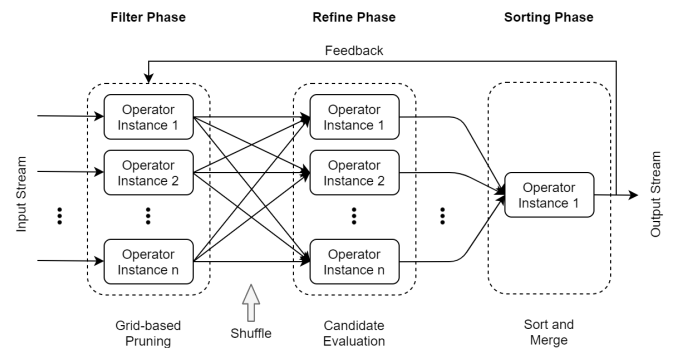 Filter Phase
Refine Phase
Sorting Phase
Feedback
Input Stream
Operator
Instance 1
Operator
Instance 2
Operator
Instance n
Operator
Instance 1
Operator
Instance 2
Operator
Instance n
Operator
Instance 1
Output Stream
Grid-based
Pruning
Shuffle
Candidate
Evaluation
Sort and
Merge